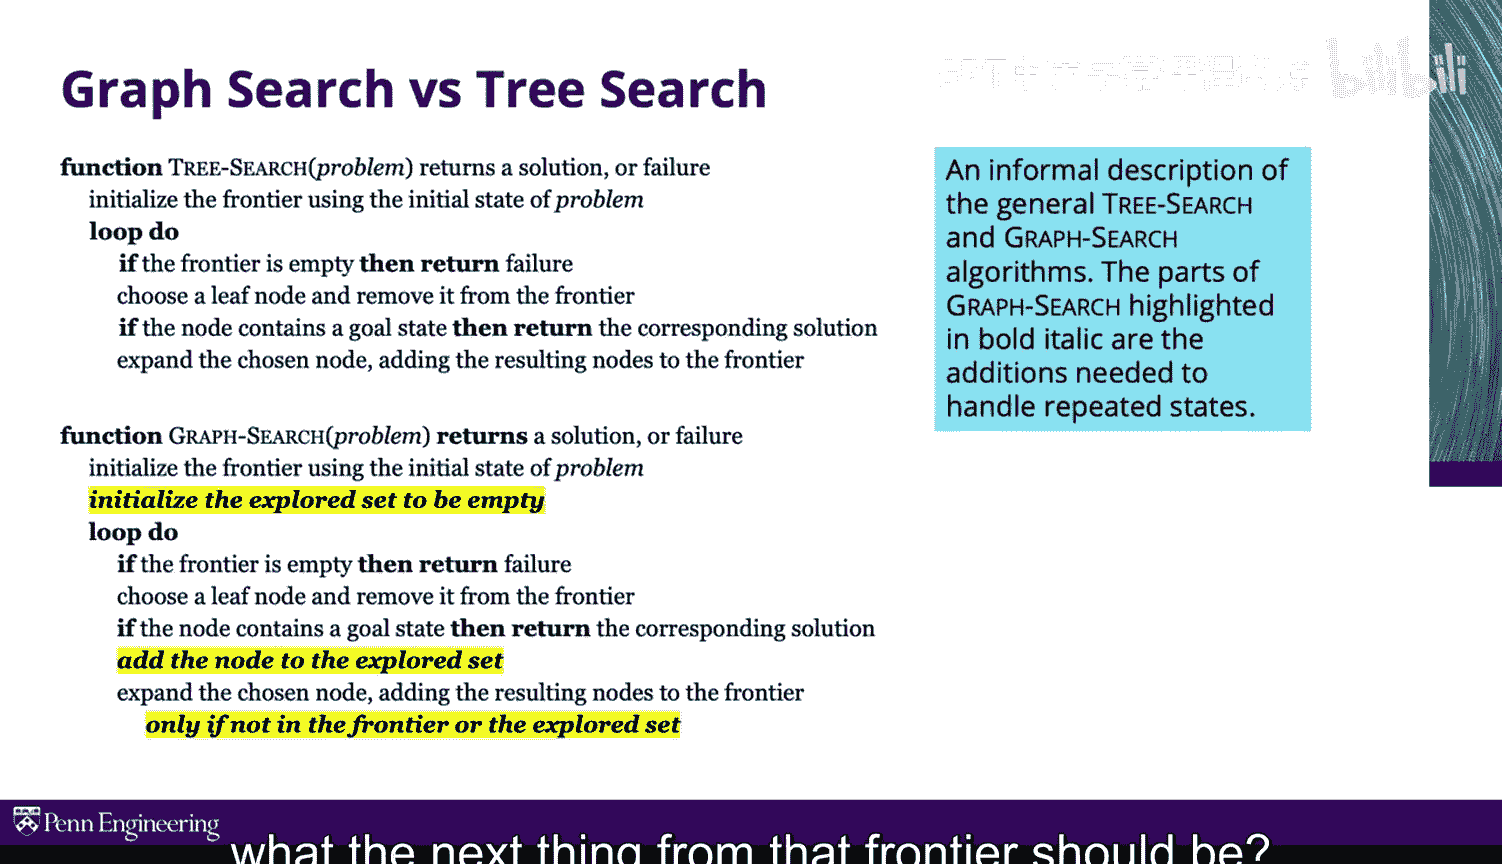 Graph Search vs Tree Search
bilibili
function TREE-SEARCH(problem) returns a solution, or failure
initialize the frontier using the initial state of problem
loop do
if the frontier is empty then return failure
choose a leaf node and remove it from the frontier
if the node contains a goal state then return the corresponding solution
expand the chosen node, adding the resulting nodes to the frontier
function GRAPH-SEARCH(problem) returns a solution, or failure
initialize the frontier using the initial state of problem
initialize the explored set to be empty
loop do
if the frontier is empty then return failure
choose a leaf node and remove it from the frontier
if the node contains a goal state then return the corresponding solution
add the node to the explored set
expand the chosen node, adding the resulting nodes to the frontier
only if not in the frontier or the explored set
An informal description of
the general TREE-SEARCH
and GRAPH-SEARCH
algorithms. The parts of
GRAPH-SEARCH highlighted
in bold italic are the
additions needed to
handle repeated states.
Penn Engineering
what the next thing from that frontier should be?